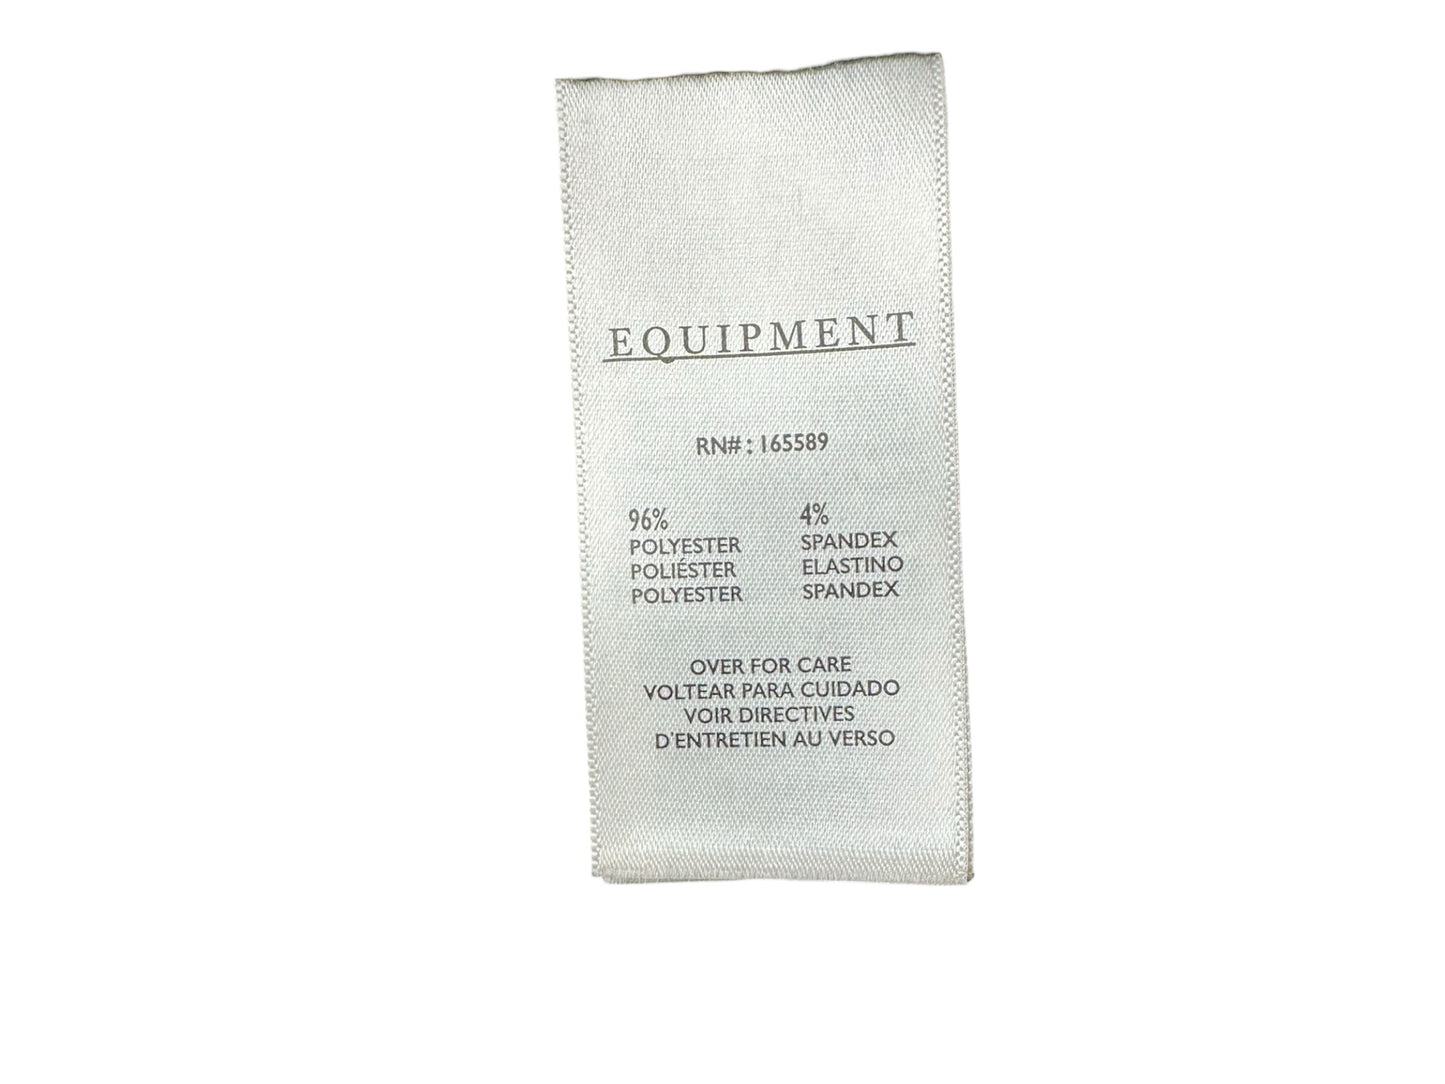 EQUIPMENT
RN#: 165589
96% 4%
POLYESTER SPANDEX
POLIÉSTER ELASTINO
POLYESTER SPANDEX
OVER FOR CARE
VOLTEAR PARA CUIDADO
VOIR DIRECTIVES
D'ENTRETIEN AU VERSO